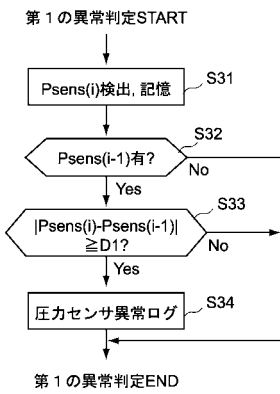 第１の異常判定START
S31
Psens(i)検出, 記憶
S32
Psens(i-1)有?
No
Yes
S33
|Psens(i)-Psens(i-1)|
≧D1?
No
Yes
S34
圧力センサ異常ログ
第１の異常判定END